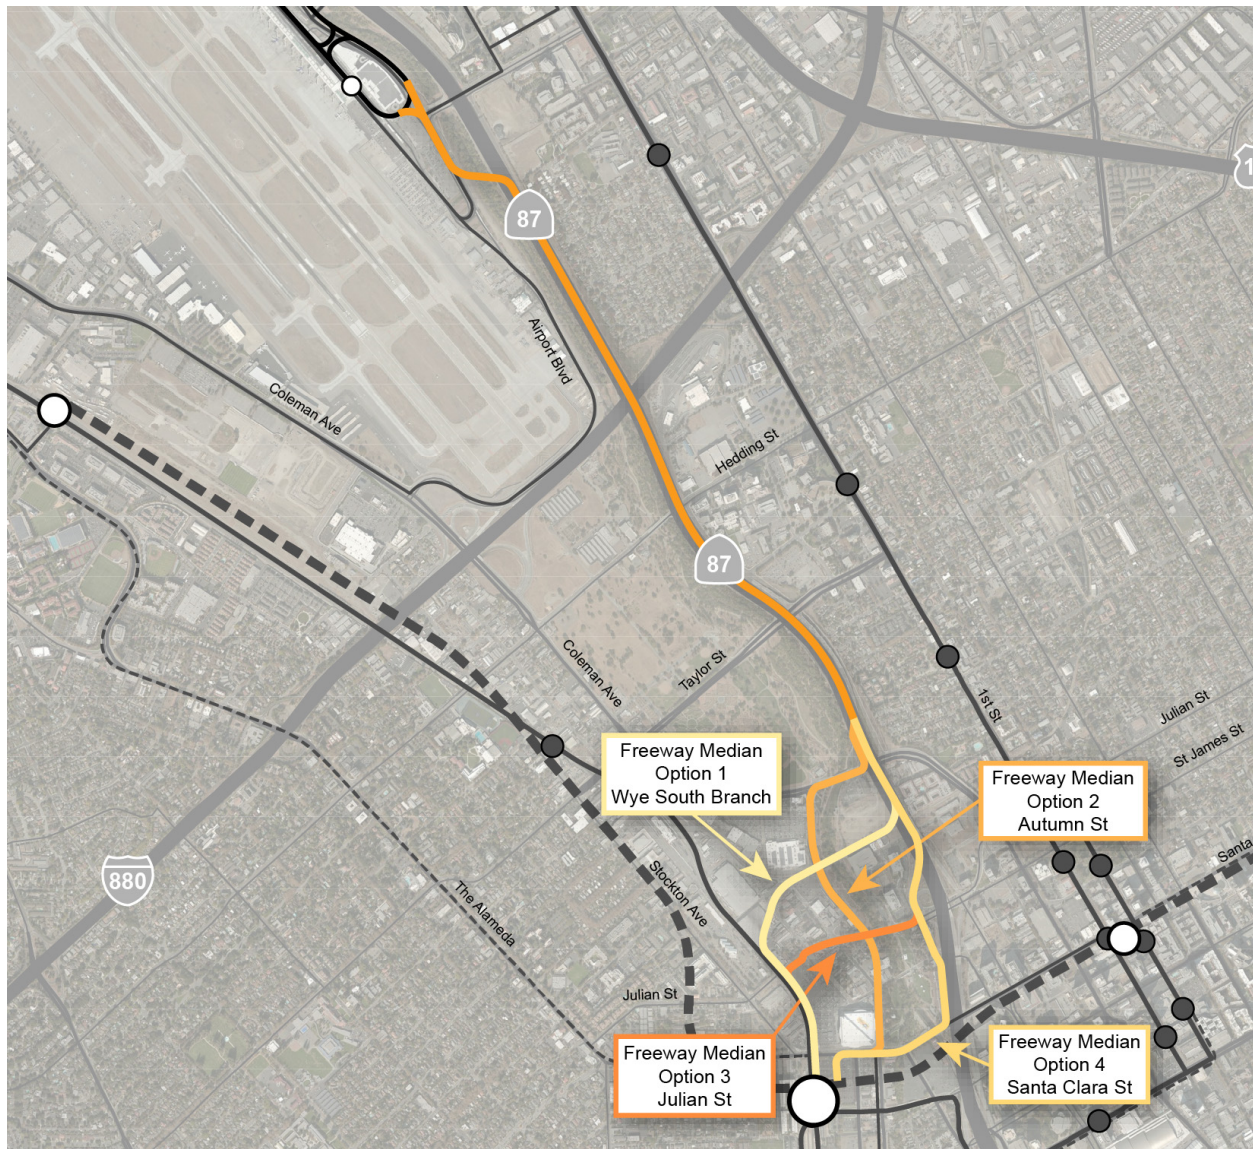 1
87
Airport Blvd
Coleman Ave
Hedding St
87
Coleman Ave
Taylor St
1st St
Julian St
St James St
Freeway Median
Option 1
Wye South Branch
Freeway Median
Option 2
Autumn St
Santa
880
Stockton Ave
The Alameda
Julian St
Freeway Median
Option 3
Julian St
Freeway Median
Option 4
Santa Clara St